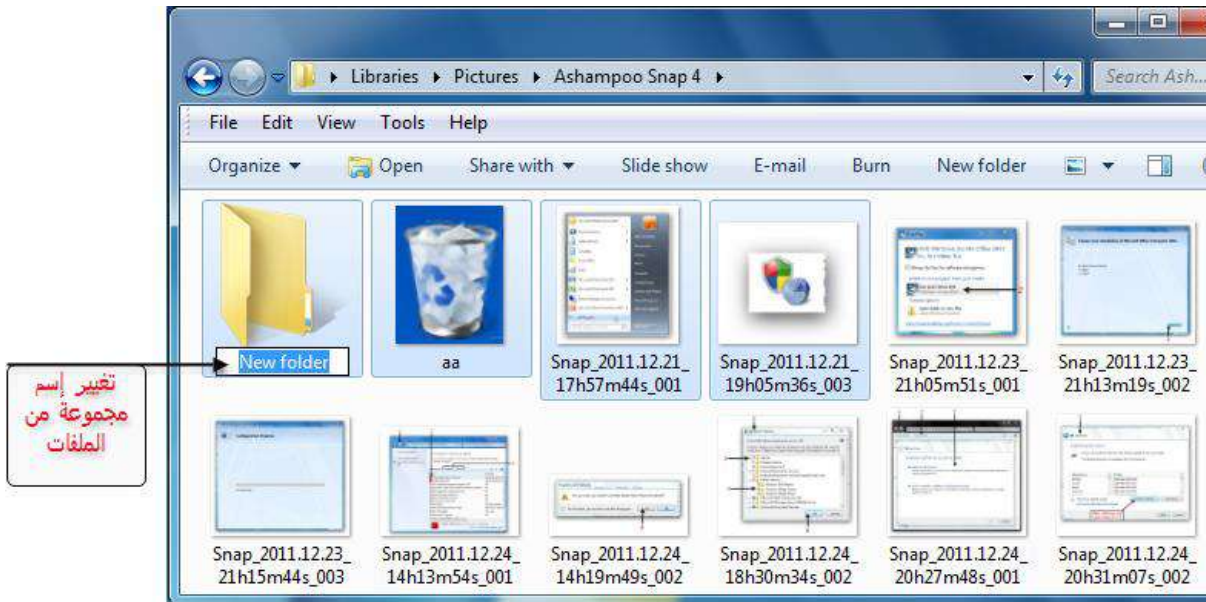 Libraries Pictures Ashampoo Snap 4
Search Ash...
File Edit View Tools Help
Organize Open Share with Slide show E-mail Burn New folder
New folder
aa
Snap_2011.12.21_
17h57m44s_001
Snap_2011.12.21_
19h05m36s_003
Snap_2011.12.23_
21h05m51s_001
Snap_2011.12.23_
21h13m19s_002
تغيير إسم
مجموعة من
الملفات
Snap_2011.12.23_
21h15m44s_003
Snap_2011.12.24_
14h13m54s_001
Snap_2011.12.24_
14h19m49s_002
Snap_2011.12.24_
18h30m34s_002
Snap_2011.12.24_
20h27m48s_001
Snap_2011.12.24_
20h31m07s_002